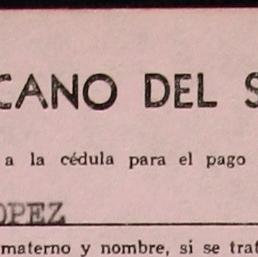 CANO DEL S
a la cédula para el pago
OPEZ
materno y nombre, si se trat